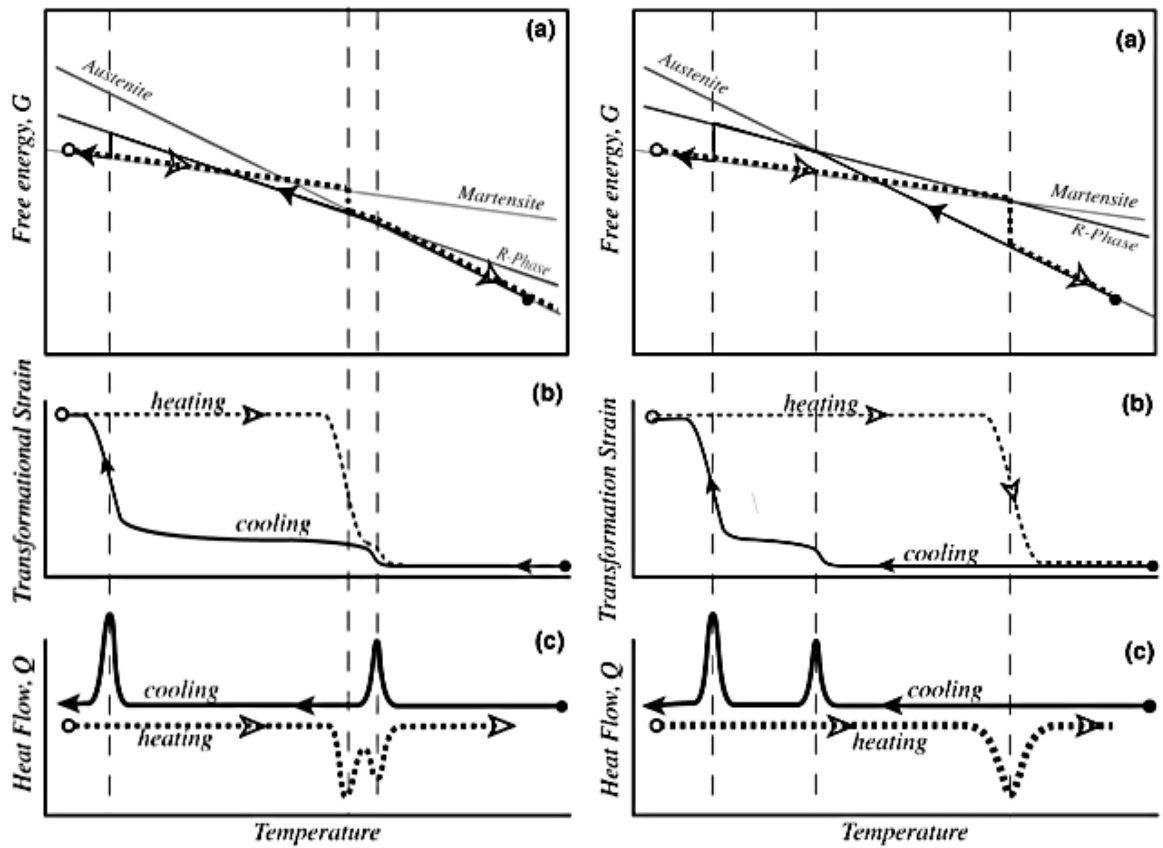 (a)
Free energy, G
Austenite
Martensite
R-Phase
(b)
Transformational Strain
heating
cooling
(c)
Heat Flow, Q
cooling
heating
Temperature
(a)
Free energy, G
Austenite
Martensite
R-Phase
(b)
Transformation Strain
heating
cooling
(c)
Heat Flow, Q
cooling
heating
Temperature